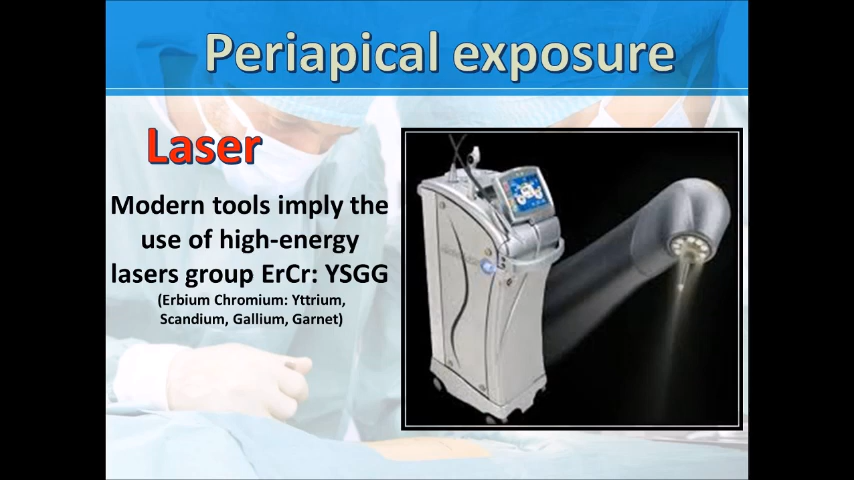 Periapical exposure
Laser
Modern tools imply the
use of high-energy
lasers group ErCr: YSGG
(Erbium Chromium: Yttrium,
Scandium, Gallium, Garnet)